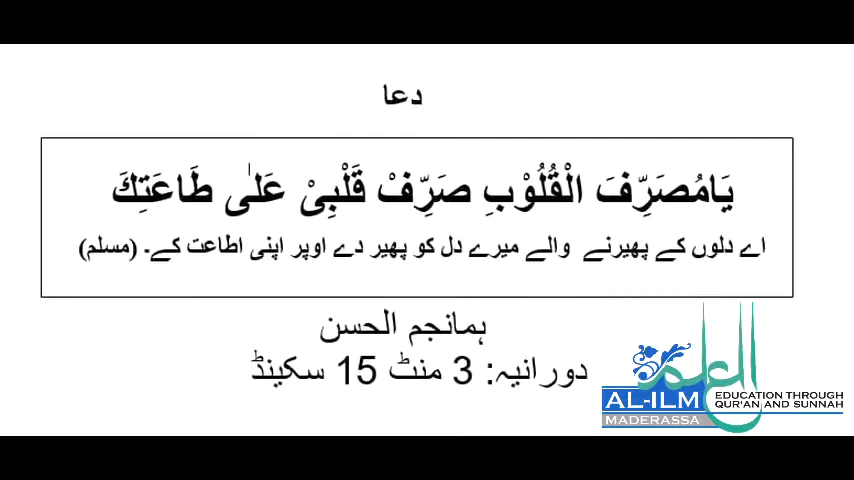 دعا
يَامُصَرِّفَ الْقُلُوْبِ صَرِّفْ قَلْبِىْ عَلٰى طَاعَتِكَ
اے دلوں کے پھیرنے والے میرے دل کو پھیر دے اوپر اپنی اطاعت کے۔ (مسلم)
ہمانجم الحسن
دورانیہ: 3 منٹ 15 سکینڈ
العلم
AL-ILM
MADERASSA
EDUCATION THROUGH
QUR'AN AND SUNNAH